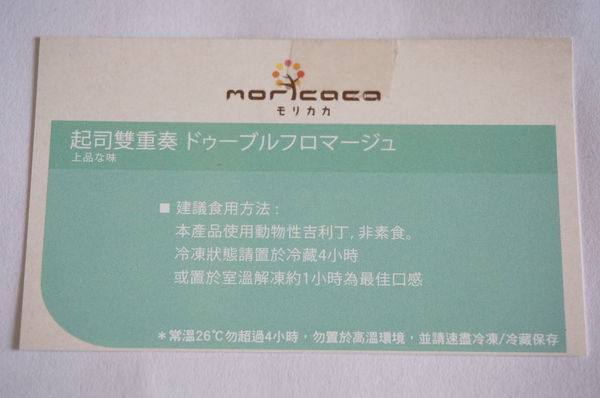 moricaca
モリカカ
起司雙重奏 ドゥーブルフロマージュ
上品な味
■ 建議食用方法：
本產品使用動物性吉利丁，非素食。
冷凍狀態請置於冷藏4小時
或置於室溫解凍約1小時為最佳口感
＊常溫26℃勿超過4小時，勿置於高溫環境，並請速盡冷凍/冷藏保存